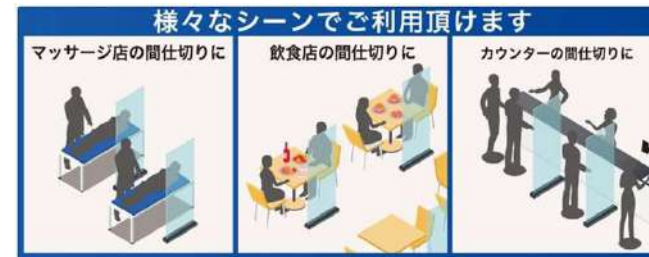 様々なシーンでご利用頂けます
マッサージ店の間仕切りに
飲食店の間仕切りに
カウンターの間仕切りに